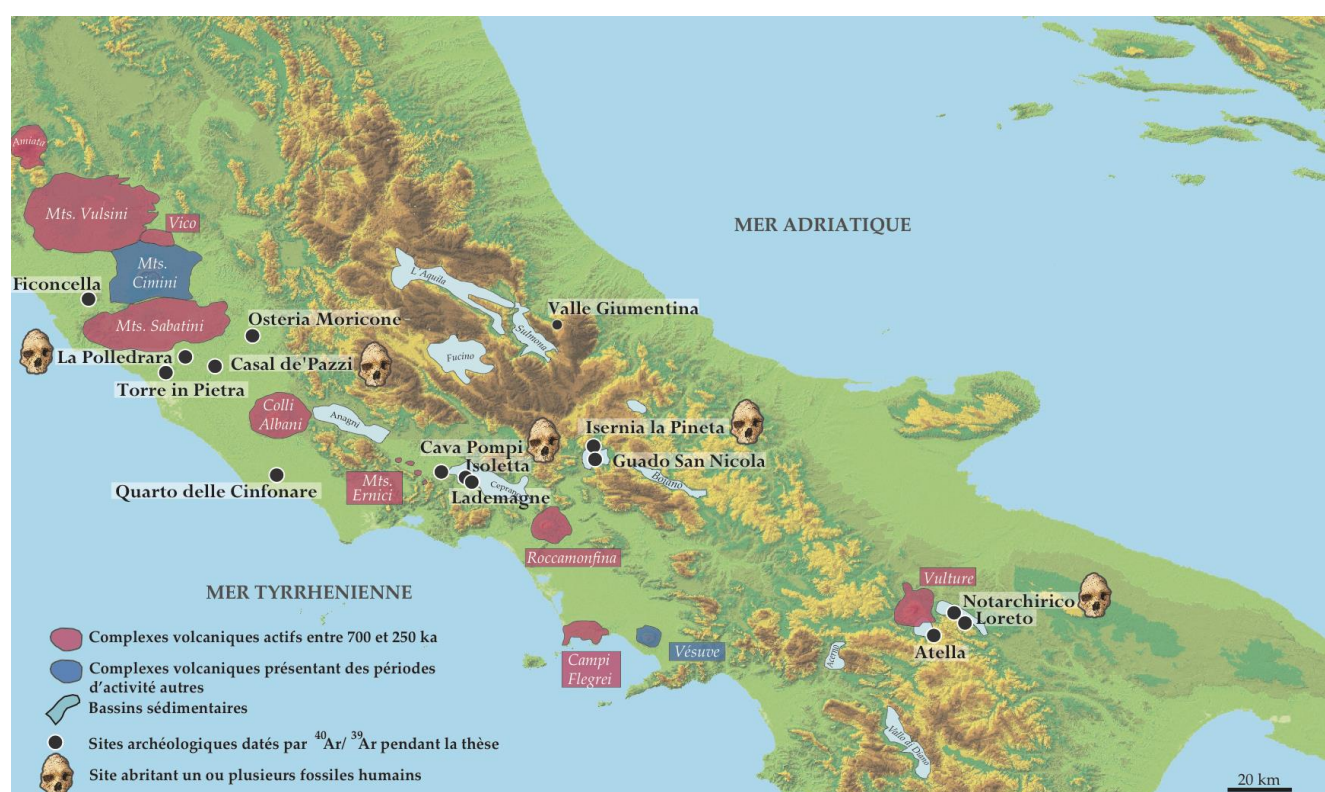 Amiata
Mts. Vulsini
Vico
Mts.
Cimini
Ficoncella
Mts. Sabatini
Osteria Moricone
La Polledrara
Casal de'Pazzi
Torre in Pietra
Colli
Albani
Anagni
Quarto delle Cinfonare
Mts.
Ernici
L'Aquila
Sulmona
Fucino
Valle Giumentina
MER ADRIATIQUE
Cava Pompi
Isoletta
Ceprano
Lademagne
Isernia la Pineta
Guado San Nicola
Boiano
Roccamonfina
MER TYRRHENIENNE
Campi
Flegrei
Vésuve
Vulture
Notarchirico
Loreto
Atella
Acerno
Vallo di Diano
Complexes volcaniques actifs entre 700 et 250 ka
Complexes volcaniques présentant des périodes
d'activité autres
Bassins sédimentaires
Sites archéologiques datés par ⁴⁰Ar/ ³⁹Ar pendant la thèse
Site abritant un ou plusieurs fossiles humains
20 km